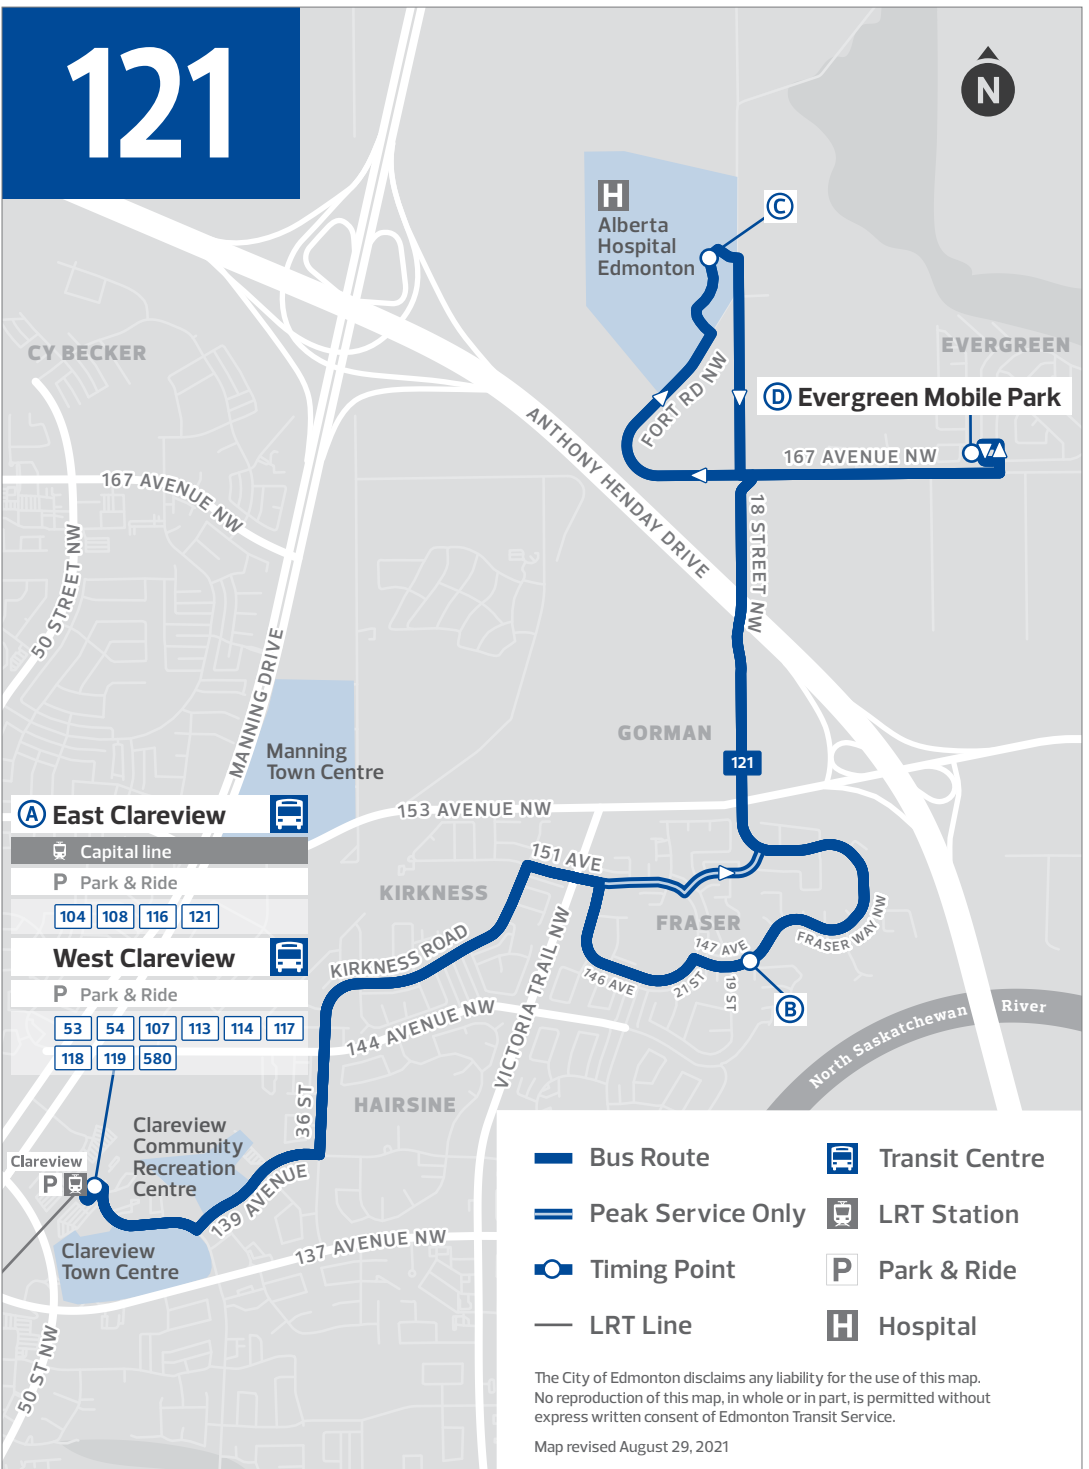 121
N
H
Alberta
Hospital
Edmonton
C
CY BECKER
EVERGREEN
FORT RD NW
D Evergreen Mobile Park
167 AVENUE NW
ANTHONY HENDAY DRIVE
167 AVENUE NW
18 STREET NW
50 STREET NW
MANNING DRIVE
GORMAN
121
Manning
Town Centre
153 AVENUE NW
A East Clareview
Capital line
P Park & Ride
104 108 116 121
West Clareview
P Park & Ride
53 54 107 113 114 117
118 119 580
151 AVE
KIRKNESS
FRASER
KIRKNESS ROAD
VICTORIA TRAIL NW
147 AVE
FRASER WAY NW
146 AVE
21 ST
19 ST
B
144 AVENUE NW
North Saskatchewan River
36 ST
HAIRSINE
Clareview
Community
Recreation
Centre
Clareview
P
139 AVENUE
Clareview
Town Centre
137 AVENUE NW
50 ST NW
Bus Route
Transit Centre
Peak Service Only
LRT Station
Timing Point
P Park & Ride
LRT Line
H Hospital
The City of Edmonton disclaims any liability for the use of this map.
No reproduction of this map, in whole or in part, is permitted without
express written consent of Edmonton Transit Service.
Map revised August 29, 2021